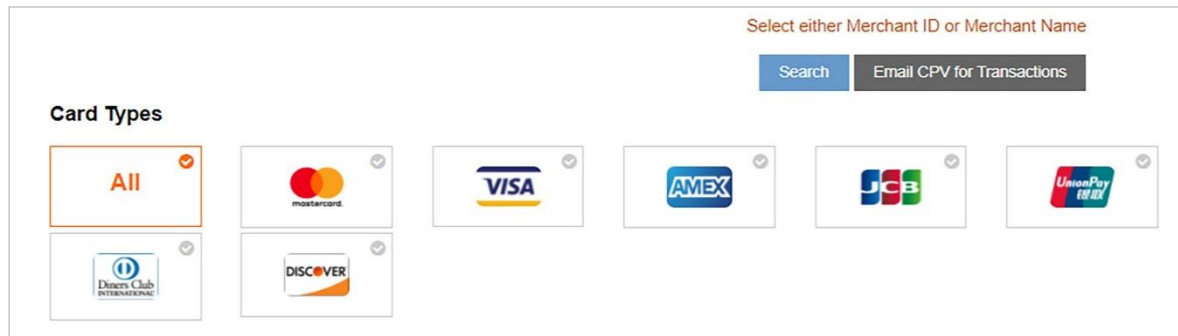 Select either Merchant ID or Merchant Name
Search
Email CPV for Transactions
Card Types
All
mastercard.
VISA
AMEX
JCB
UnionPay
银联
Diners Club
INTERNATIONAL
DISCOVER